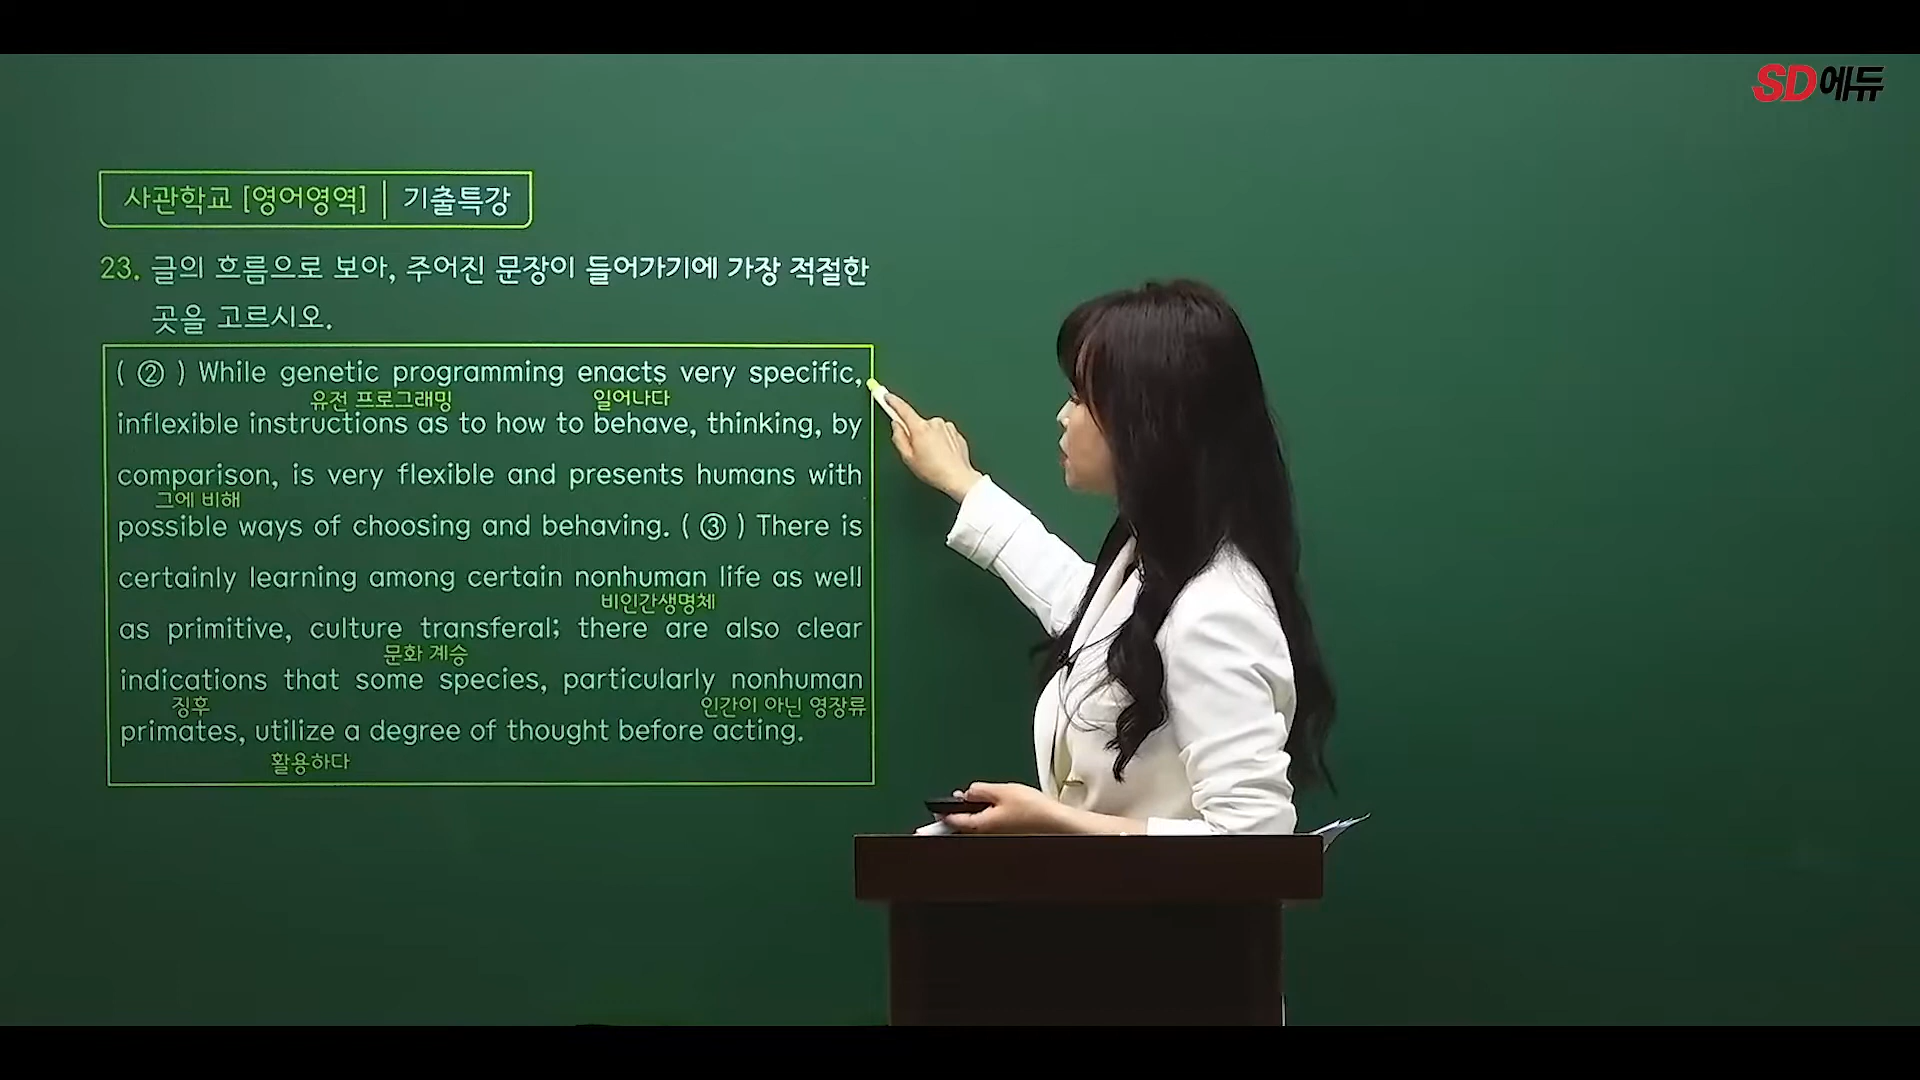 SD에듀
사관학교 [영어영역] | 기출특강
23. 글의 흐름으로 보아, 주어진 문장이 들어가기에 가장 적절한
곳을 고르시오.
( ② ) While genetic programming enacts very specific,
유전 프로그래밍 일어나다
inflexible instructions as to how to behave, thinking, by
comparison, is very flexible and presents humans with
그에 비해
possible ways of choosing and behaving. ( ③ ) There is
certainly learning among certain nonhuman life as well
비인간생명체
as primitive, culture transferal; there are also clear
문화 계승
indications that some species, particularly nonhuman
징후 인간이 아닌 영장류
primates, utilize a degree of thought before acting.
활용하다